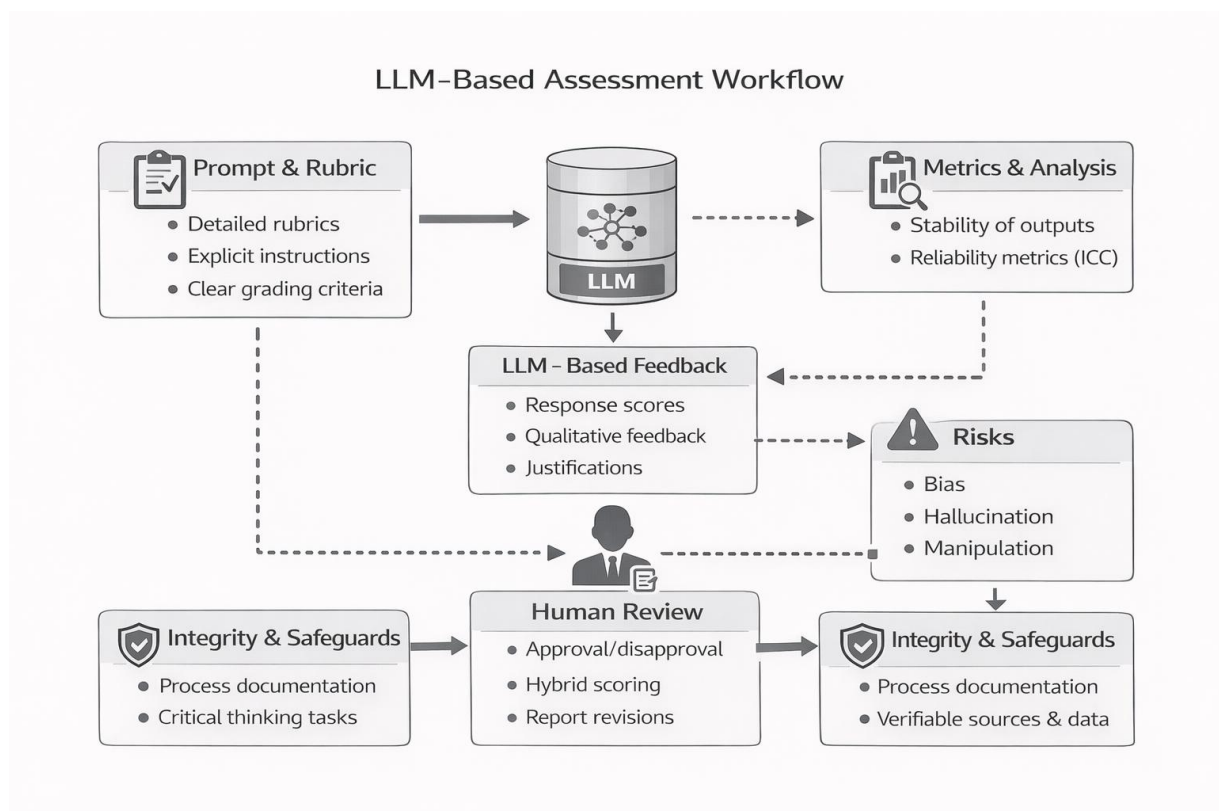 LLM-Based Assessment Workflow
Prompt & Rubric
• Detailed rubrics
• Explicit instructions
• Clear grading criteria
LLM
Metrics & Analysis
• Stability of outputs
• Reliability metrics (ICC)
LLM – Based Feedback
• Response scores
• Qualitative feedback
• Justifications
Risks
• Bias
• Hallucination
• Manipulation
Integrity & Safeguards
• Process documentation
• Critical thinking tasks
Human Review
• Approval/disapproval
• Hybrid scoring
• Report revisions
Integrity & Safeguards
• Process documentation
• Verifiable sources & data